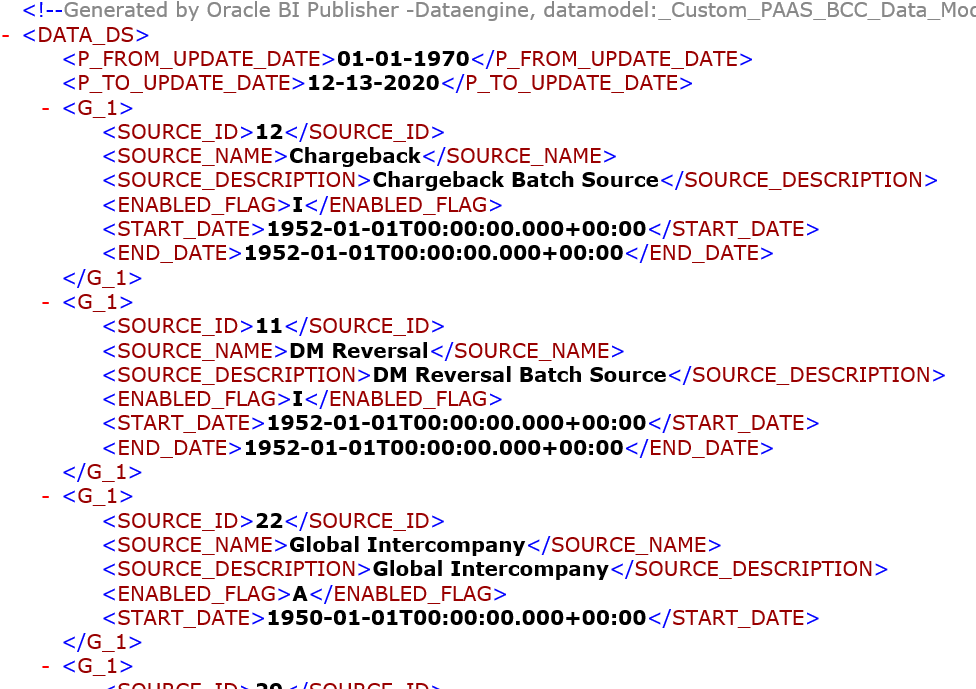 <!--Generated by Oracle BI Publisher -Dataengine, datamodel:_Custom_PAAS_BCC_Data_Mod
- <DATA_DS>
<P_FROM_UPDATE_DATE>01-01-1970</P_FROM_UPDATE_DATE>
<P_TO_UPDATE_DATE>12-13-2020</P_TO_UPDATE_DATE>
- <G_1>
<SOURCE_ID>12</SOURCE_ID>
<SOURCE_NAME>Chargeback</SOURCE_NAME>
<SOURCE_DESCRIPTION>Chargeback Batch Source</SOURCE_DESCRIPTION>
<ENABLED_FLAG>I</ENABLED_FLAG>
<START_DATE>1952-01-01T00:00:00.000+00:00</START_DATE>
<END_DATE>1952-01-01T00:00:00.000+00:00</END_DATE>
</G_1>
- <G_1>
<SOURCE_ID>11</SOURCE_ID>
<SOURCE_NAME>DM Reversal</SOURCE_NAME>
<SOURCE_DESCRIPTION>DM Reversal Batch Source</SOURCE_DESCRIPTION>
<ENABLED_FLAG>I</ENABLED_FLAG>
<START_DATE>1952-01-01T00:00:00.000+00:00</START_DATE>
<END_DATE>1952-01-01T00:00:00.000+00:00</END_DATE>
</G_1>
- <G_1>
<SOURCE_ID>22</SOURCE_ID>
<SOURCE_NAME>Global Intercompany</SOURCE_NAME>
<SOURCE_DESCRIPTION>Global Intercompany</SOURCE_DESCRIPTION>
<ENABLED_FLAG>A</ENABLED_FLAG>
<START_DATE>1950-01-01T00:00:00.000+00:00</START_DATE>
</G_1>
- <G_1>